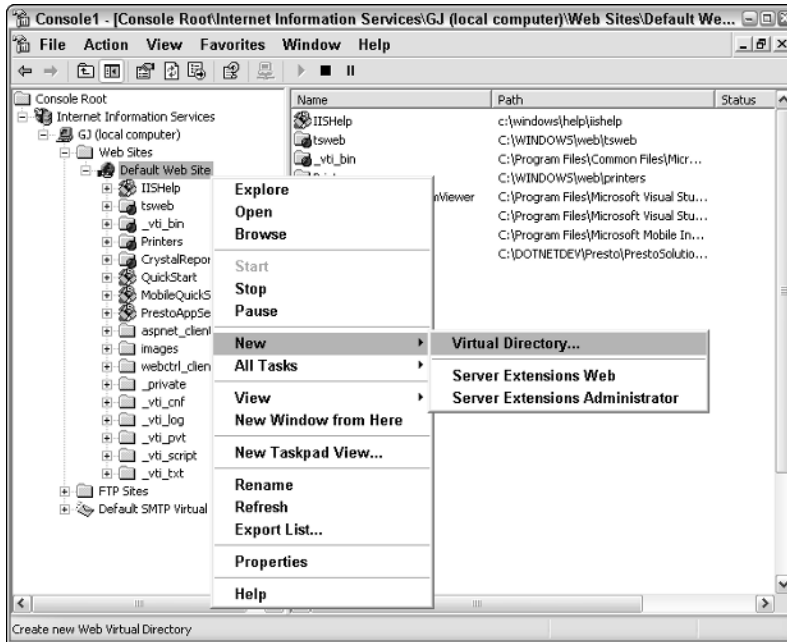 Console1 - [Console Root\Internet Information Services\GJ (local computer)\Web Sites\Default We...
File Action View Favorites Window Help
Console Root
Internet Information Services
GJ (local computer)
Web Sites
Default Web Site
IISHelp
tsweb
_vti_bin
Printers
CrystalRepor
QuickStart
MobileQuickS
PrestoAppSe
aspnet_client
images
webctrl_clien
_private
_vti_cnf
_vti_log
_vti_pvt
_vti_script
_vti_txt
FTP Sites
Default SMTP Virtual
Name Path Status
IISHelp c:\windows\help\iishelp
tsweb C:\WINDOWS\web\tsweb
_vti_bin C:\Program Files\Common Files\Micr...
C:\WINDOWS\web\printers
mViewer C:\Program Files\Microsoft Visual Stu...
C:\Program Files\Microsoft Visual Stu...
C:\Program Files\Microsoft Mobile In...
C:\DOTNETDEV\Presto\PrestoSolutio...
Explore
Open
Browse
Start
Stop
Pause
New
All Tasks
View
New Window from Here
New Taskpad View...
Rename
Refresh
Export List...
Properties
Help
Virtual Directory...
Server Extensions Web
Server Extensions Administrator
Create new Web Virtual Directory